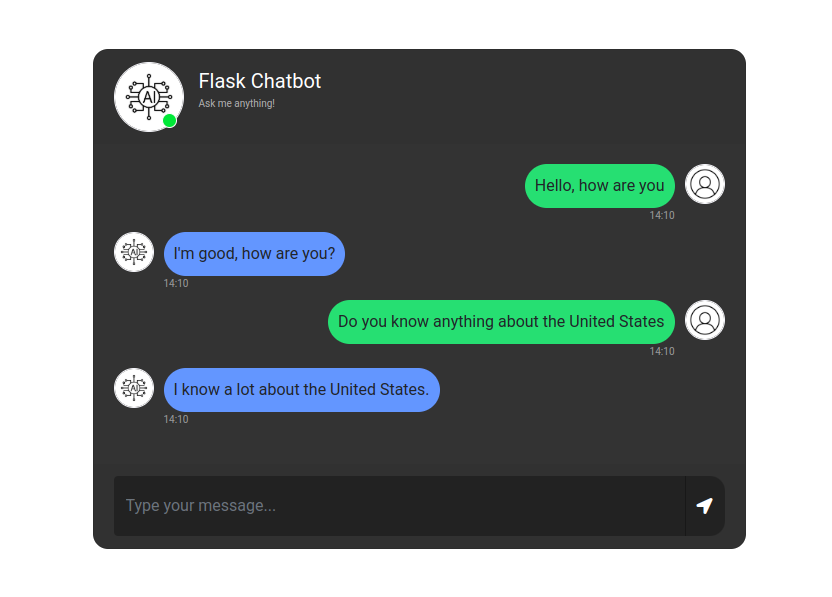 AI
Flask Chatbot
Ask me anything!
Hello, how are you
14:10
AI
I'm good, how are you?
14:10
Do you know anything about the United States
14:10
AI
I know a lot about the United States.
14:10
Type your message...